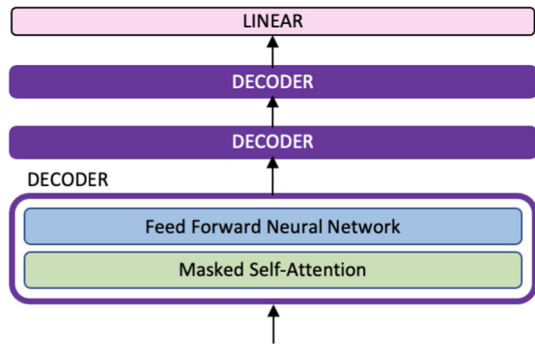 LINEAR
DECODER
DECODER
DECODER
Feed Forward Neural Network
Masked Self-Attention